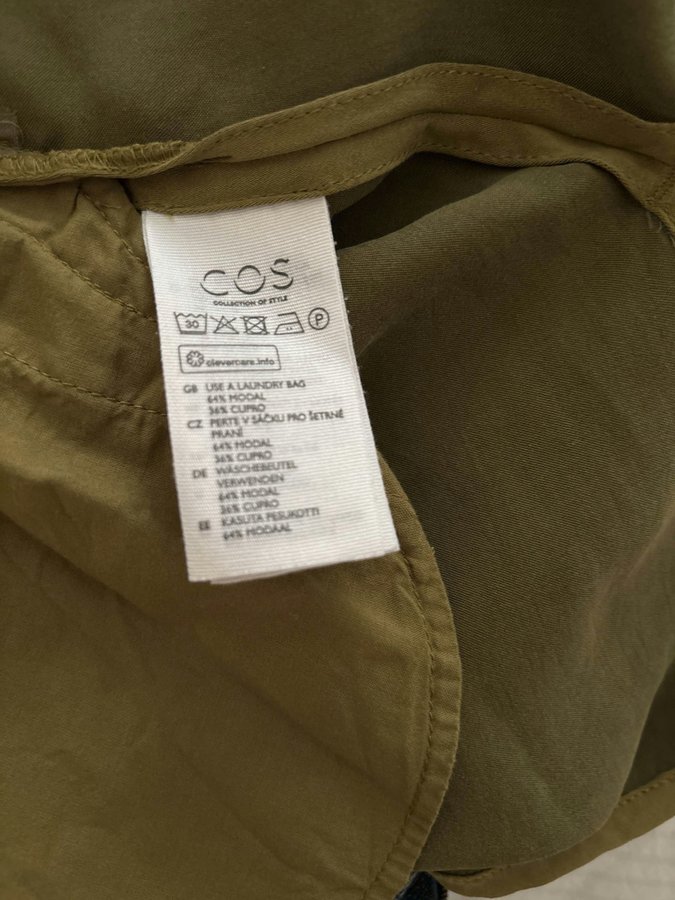 COS
COLLECTION OF STYLE
30 P
clevercare.info
GB USE A LAUNDRY BAG
64% MODAL
36% CUPRO
CZ PERTE V SÁČKU PRO ŠETRNÉ
PRANÍ
64% MODAL
36% CUPRO
DE WÄSCHEBEUTEL
VERWENDEN
64% MODAL
36% CUPRO
EE KASUTA PESUKOTTI
64% MODAAL